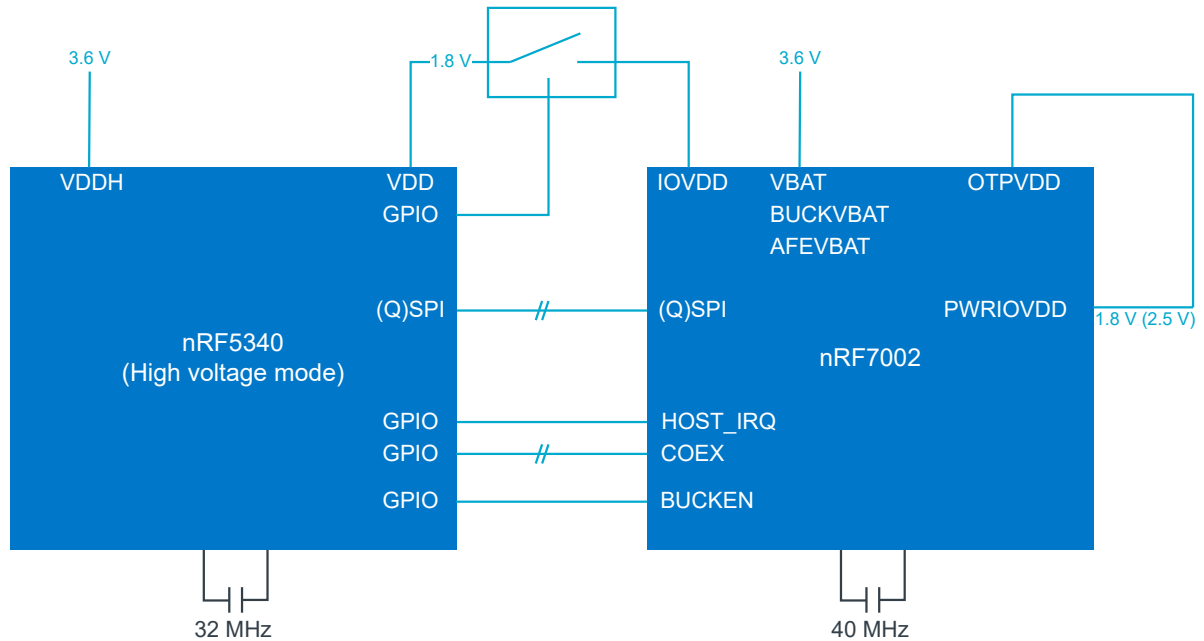 3.6 V
1.8 V
3.6 V
VDDH
VDD
GPIO
(Q)SPI
nRF5340
(High voltage mode)
GPIO
GPIO
GPIO
32 MHz
IOVDD
VBAT
OTPVDD
BUCKVBAT
AFEVBAT
(Q)SPI
PWRIOVDD
1.8 V (2.5 V)
nRF7002
HOST_IRQ
COEX
BUCKEN
40 MHz